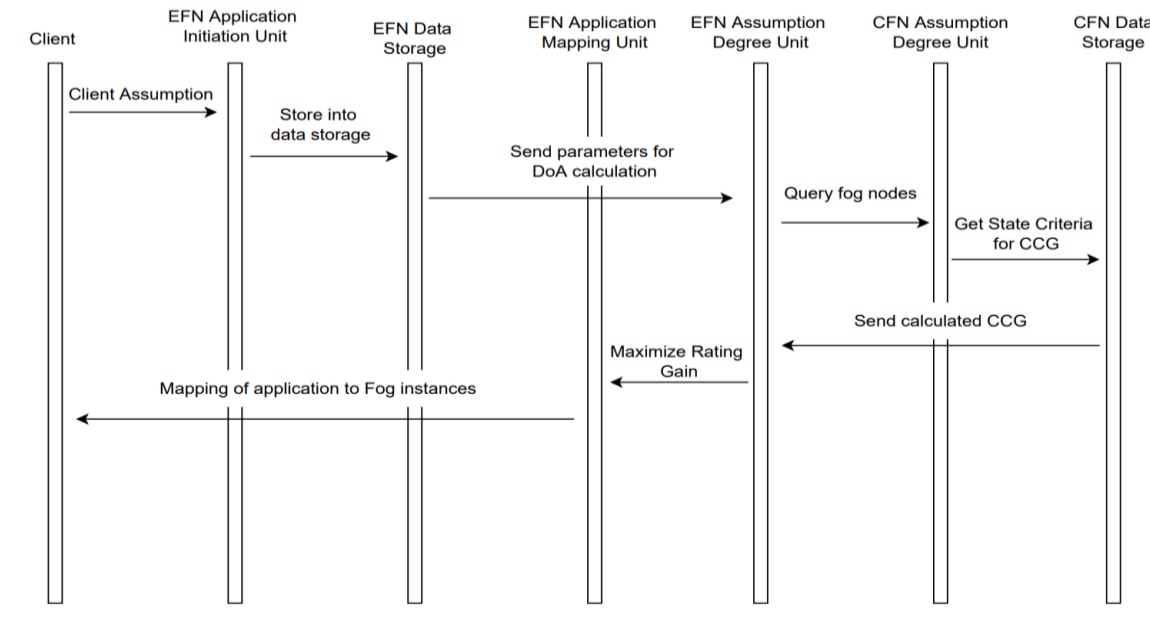 Client
EFN Application
Initiation Unit
EFN Data
Storage
EFN Application
Mapping Unit
EFN Assumption
Degree Unit
CFN Assumption
Degree Unit
CFN Data
Storage
Client Assumption
Store into
data storage
Send parameters for
DoA calculation
Query fog nodes
Get State Criteria
for CCG
Send calculated CCG
Maximize Rating
Gain
Mapping of application to Fog instances